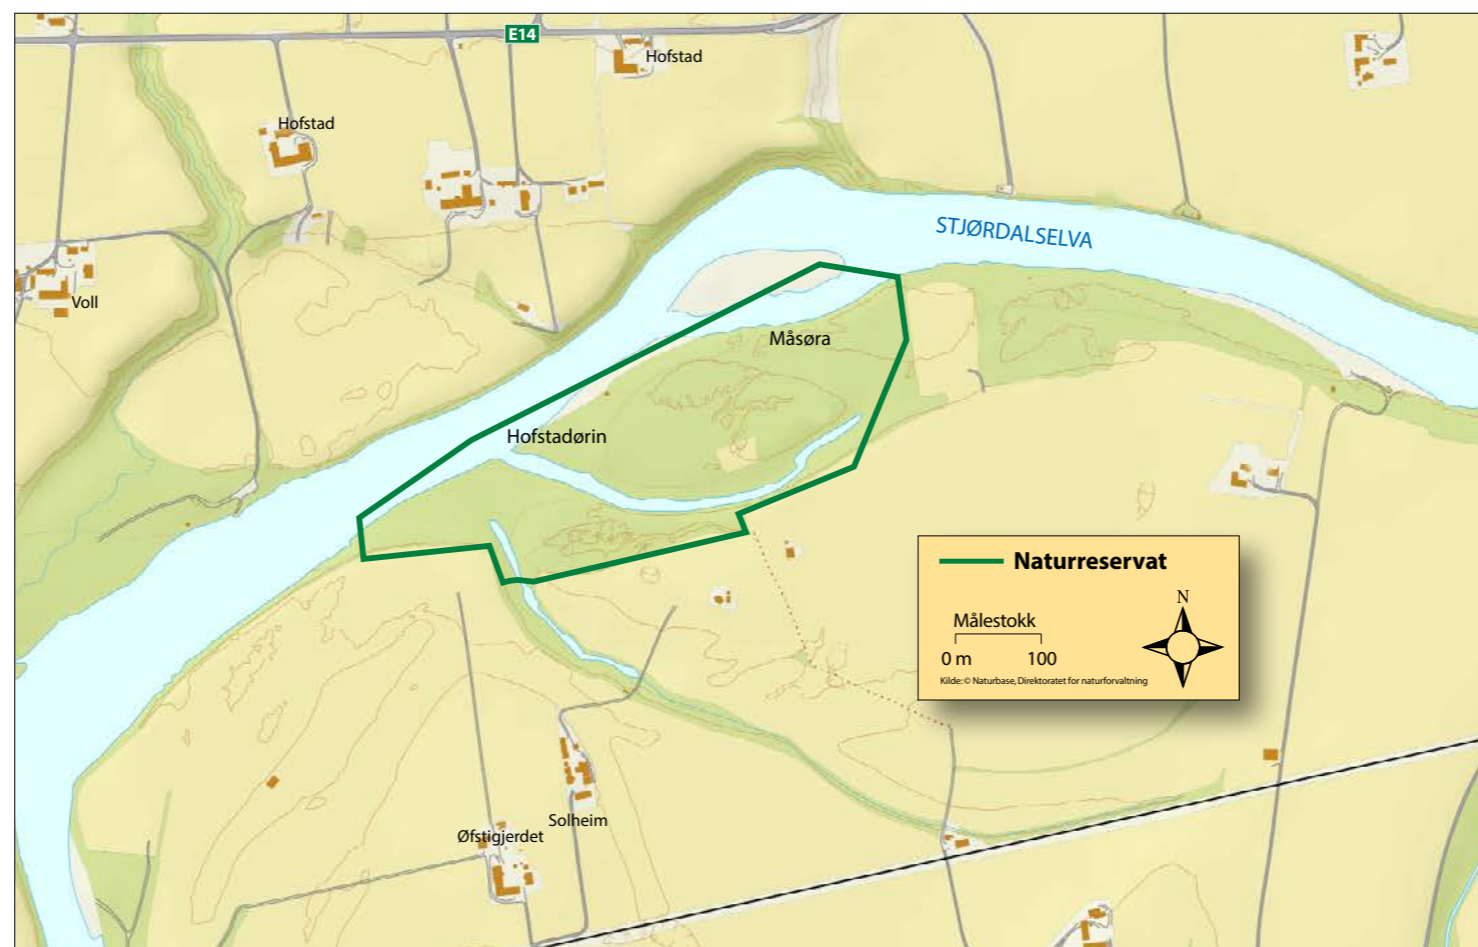 E14
Hofstad
Hofstad
STJØRDALSELVA
Voll
Måsøra
Hofstadørin
Naturreservat
N
Målestokk
0 m 100
Kilde: © Naturbase, Direktoratet for naturforvaltning
Solheim
Øfstigjerdet